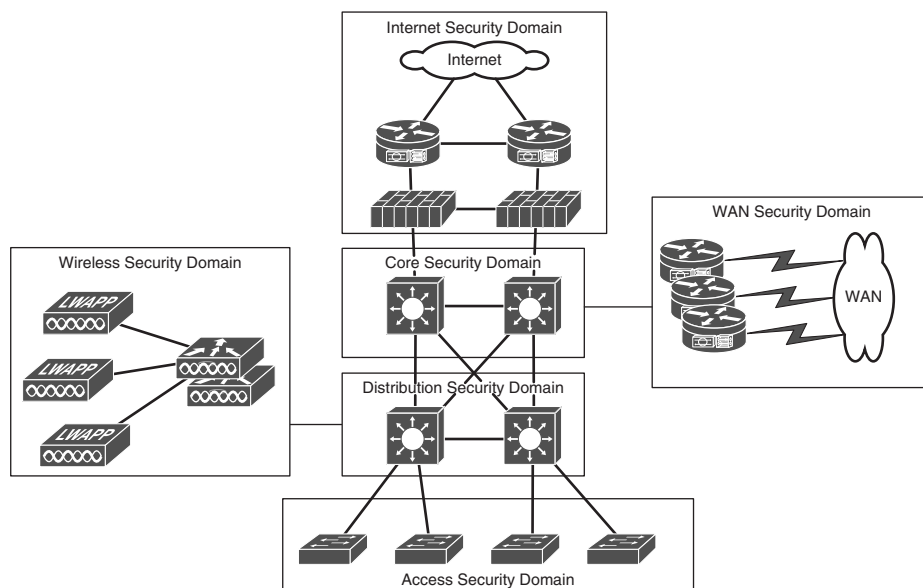 Internet Security Domain
Internet
WAN Security Domain
WAN
Wireless Security Domain
LWAPP
LWAPP
LWAPP
Core Security Domain
Distribution Security Domain
Access Security Domain